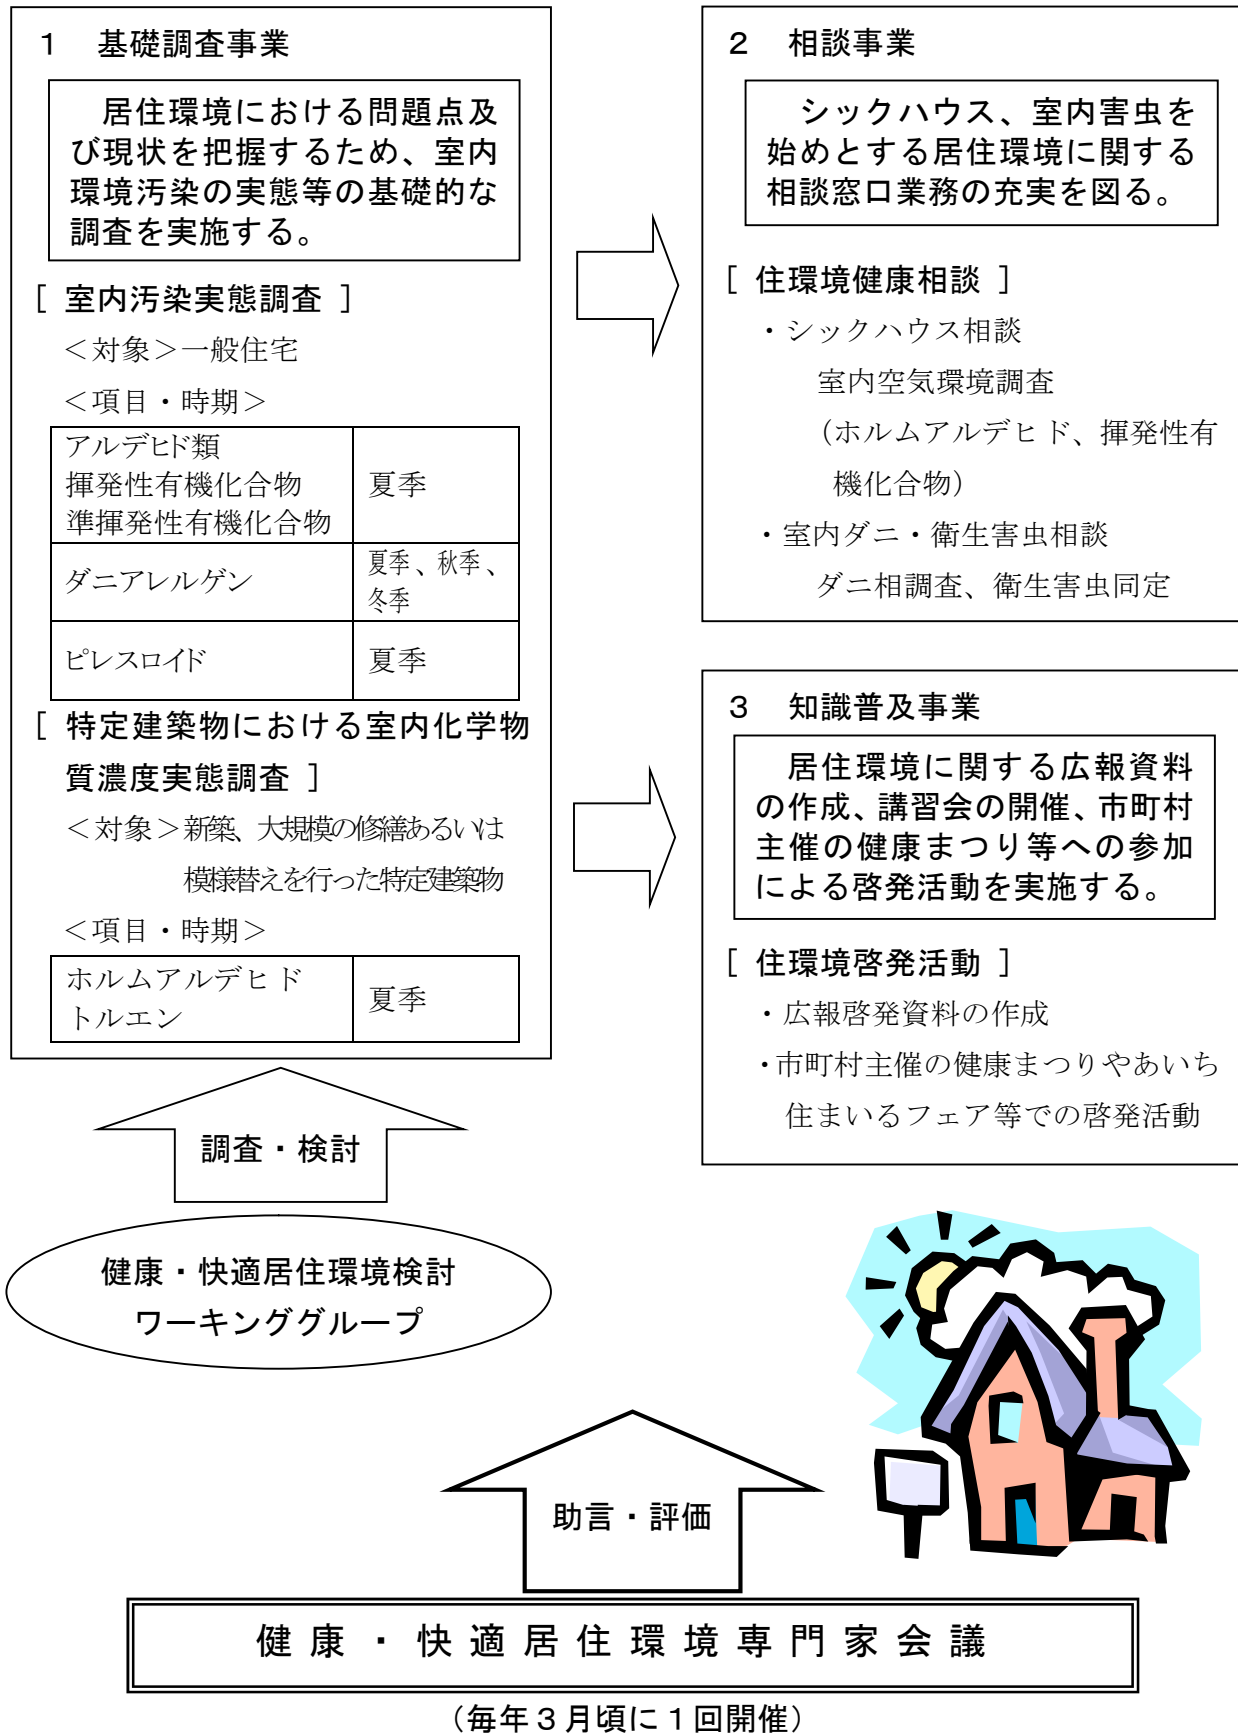 １　基礎調査事業
居住環境における問題点及
び現状を把握するため、室内
環境汚染の実態等の基礎的な
調査を実施する。
［ 室内汚染実態調査 ］
＜対象＞一般住宅
＜項目・時期＞
アルデヒド類
揮発性有機化合物
準揮発性有機化合物
夏季
ダニアレルゲン
夏季、秋季、
冬季
ピレスロイド
夏季
［ 特定建築物における室内化学物
質濃度実態調査 ］
＜対象＞新築、大規模の修繕あるいは
模様替えを行った特定建築物
＜項目・時期＞
ホルムアルデヒド
トルエン
夏季
調査・検討
健康・快適居住環境検討
ワーキンググループ
２　相談事業
シックハウス、室内害虫を
始めとする居住環境に関する
相談窓口業務の充実を図る。
［ 住環境健康相談 ］
・シックハウス相談
室内空気環境調査
（ホルムアルデヒド、揮発性有
機化合物）
・室内ダニ・衛生害虫相談
ダニ相調査、衛生害虫同定
３　知識普及事業
居住環境に関する広報資料
の作成、講習会の開催、市町村
主催の健康まつり等への参加
による啓発活動を実施する。
［ 住環境啓発活動 ］
・広報啓発資料の作成
・市町村主催の健康まつりやあいち
住まいるフェア等での啓発活動
助言・評価
健康・快適居住環境専門家会議
（毎年３月頃に１回開催）